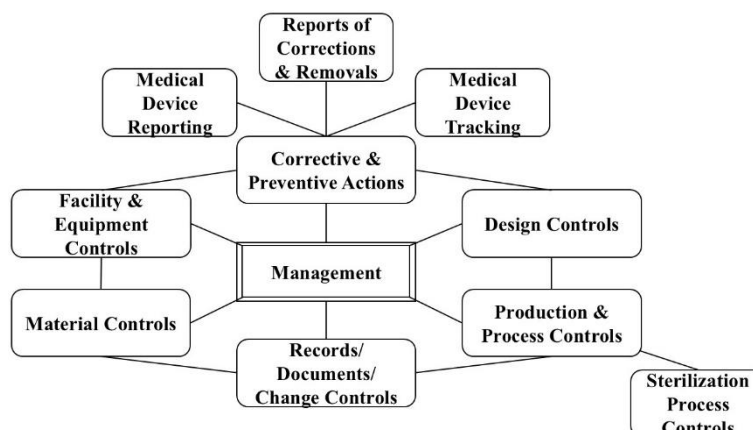 Reports of
Corrections
& Removals
Medical
Device
Reporting
Medical
Device
Tracking
Corrective &
Preventive Actions
Facility &
Equipment
Controls
Design Controls
Management
Material Controls
Production &
Process Controls
Records/
Documents/
Change Controls
Sterilization
Process
Controls